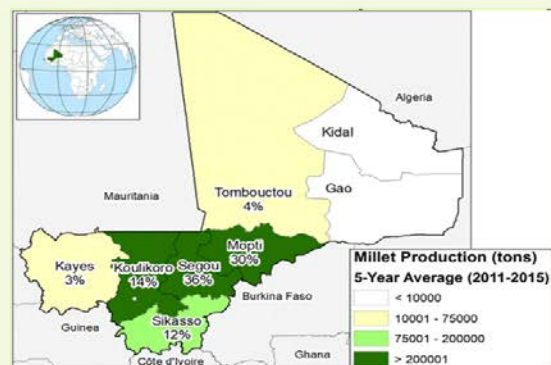 Algeria
Kidal
Gao
Mauritania
Tombouctou
4%
Mopti
30%
Kayes
3%
Koulikoro
14%
Segou
36%
Sikasso
12%
Burkina Faso
Guinea
Côte d'Ivoire
Ghana
Millet Production (tons)
5-Year Average (2011-2015)
< 10000
10001 - 75000
75001 - 200000
> 200001